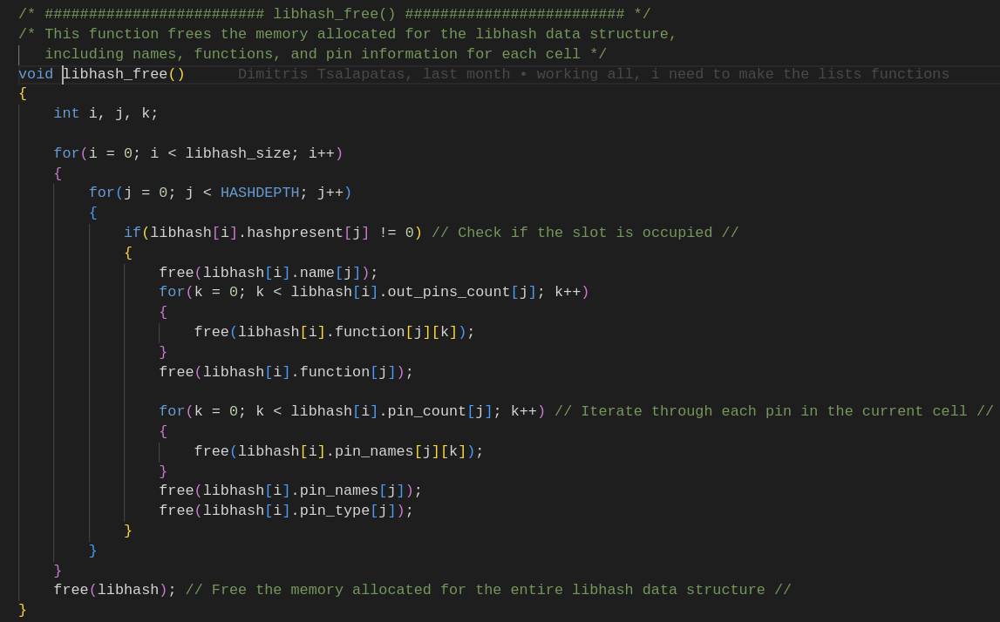 /* ######################### libhash_free() ######################### */
/* This function frees the memory allocated for the libhash data structure,
   including names, functions, and pin information for each cell */
void libhash_free()      Dimitris Tsalapatas, last month • working all, i need to make the lists functions
{
    int i, j, k;

    for(i = 0; i < libhash_size; i++)
    {
        for(j = 0; j < HASHDEPTH; j++)
        {
            if(libhash[i].hashpresent[j] != 0) // Check if the slot is occupied //
            {
                free(libhash[i].name[j]);
                for(k = 0; k < libhash[i].out_pins_count[j]; k++)
                {
                    free(libhash[i].function[j][k]);
                }
                free(libhash[i].function[j]);

                for(k = 0; k < libhash[i].pin_count[j]; k++) // Iterate through each pin in the current cell //
                {
                    free(libhash[i].pin_names[j][k]);
                }
                free(libhash[i].pin_names[j]);
                free(libhash[i].pin_type[j]);
            }
        }
    }
    free(libhash); // Free the memory allocated for the entire libhash data structure //
}